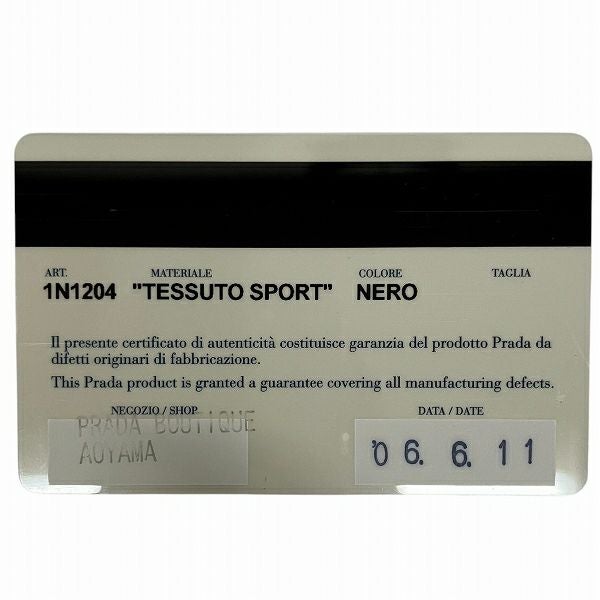 ART. MATERIALE COLORE TAGLIA
1N1204 "TESSUTO SPORT" NERO
Il presente certificato di autenticità costituisce garanzia del prodotto Prada da
difetti originari di fabbricazione.
This Prada product is granted a guarantee covering all manufacturing defects.
NEGOZIO / SHOP DATA / DATE
PRADA BOUTIQUE
AOYAMA
'06. 6. 11